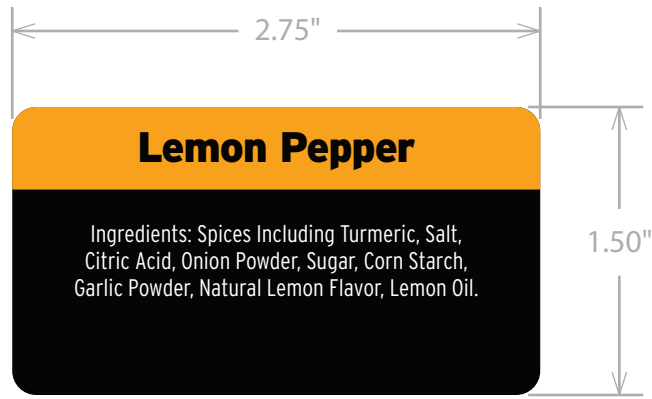 2.75"
Lemon Pepper
Ingredients: Spices Including Turmeric, Salt,
Citric Acid, Onion Powder, Sugar, Corn Starch,
Garlic Powder, Natural Lemon Flavor, Lemon Oil.
1.50"